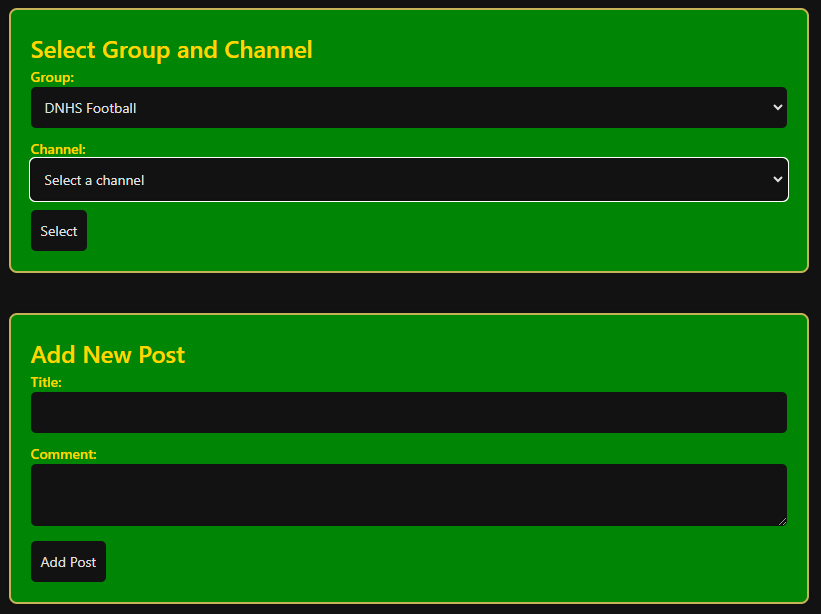 Select Group and Channel
Group:
DNHS Football
Channel:
Select a channel
Select
Add New Post
Title:
Comment:
Add Post